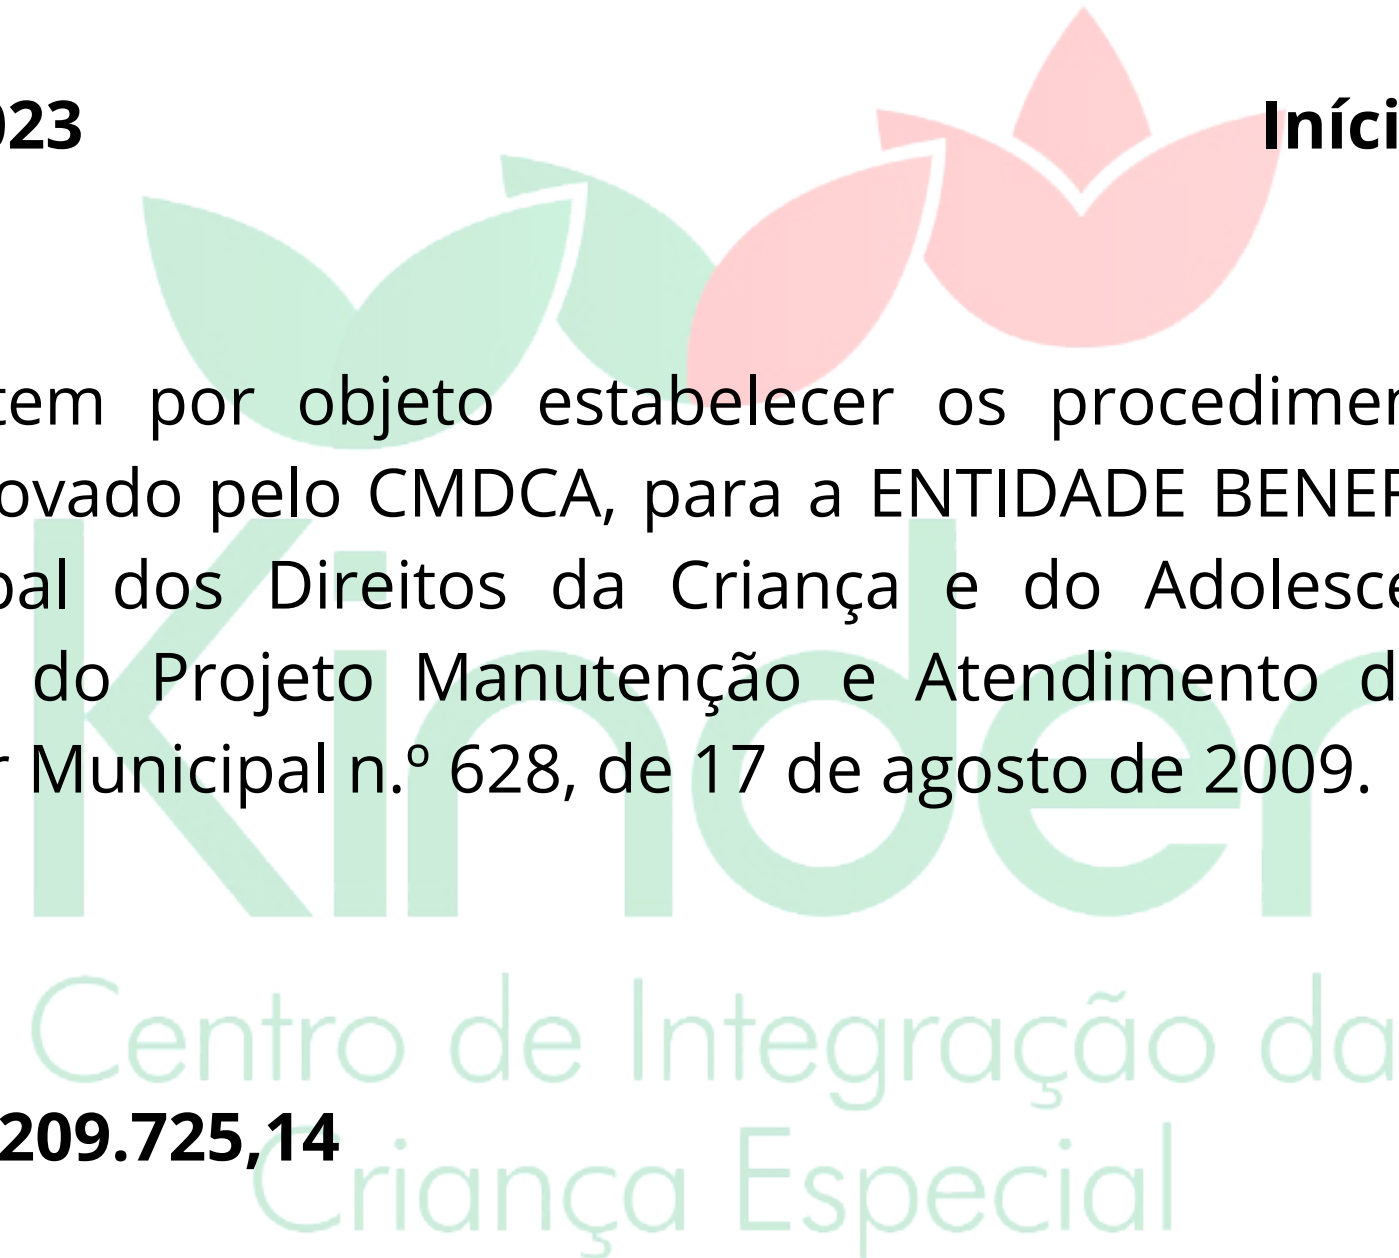 023 Iníci
tem por objeto estabelecer os procedimen
ovado pelo CMDCA, para a ENTIDADE BENEF
pal dos Direitos da Criança e do Adolesce
do Projeto Manutenção e Atendimento d
r Municipal n.º 628, de 17 de agosto de 2009.
Kinder
Centro de Integração da
209.725,14
Criança Especial